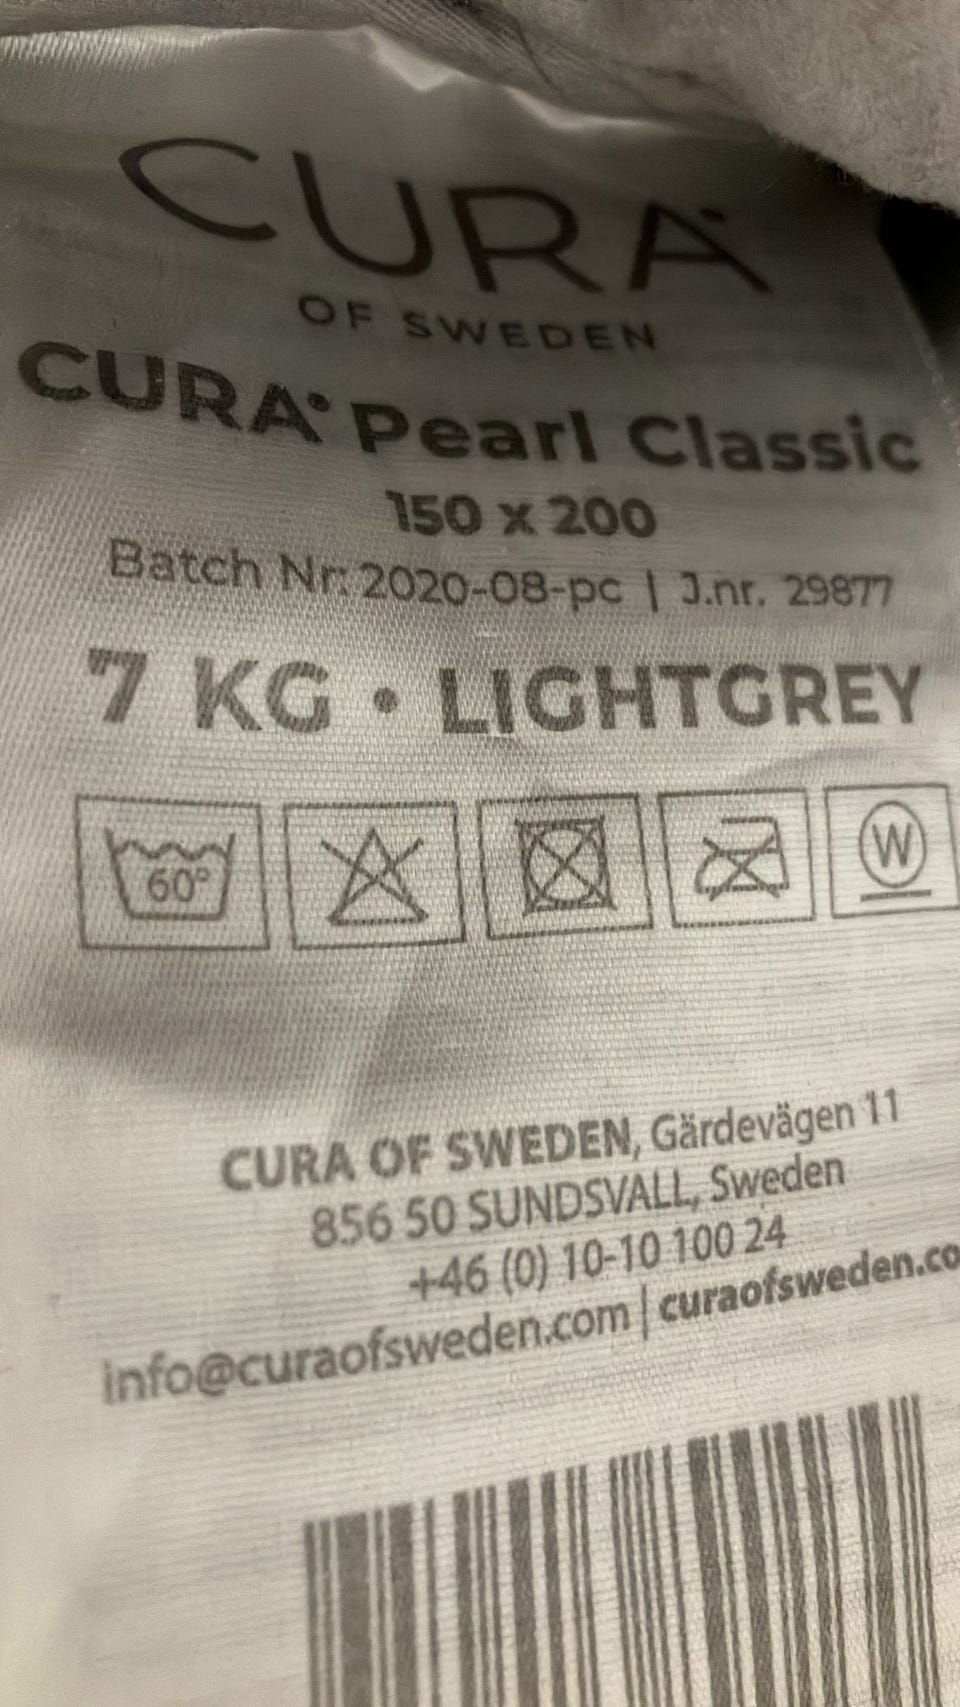 CURA
OF SWEDEN
CURA® Pearl Classic
150 x 200
Batch Nr: 2020-08-pc | J.nr. 29877
7 KG • LIGHTGREY
60°
W
CURA OF SWEDEN, Gärdevägen 11
856 50 SUNDSVALL, Sweden
+46 (0) 10-10 100 24
info@curaofsweden.com | curaofsweden.co